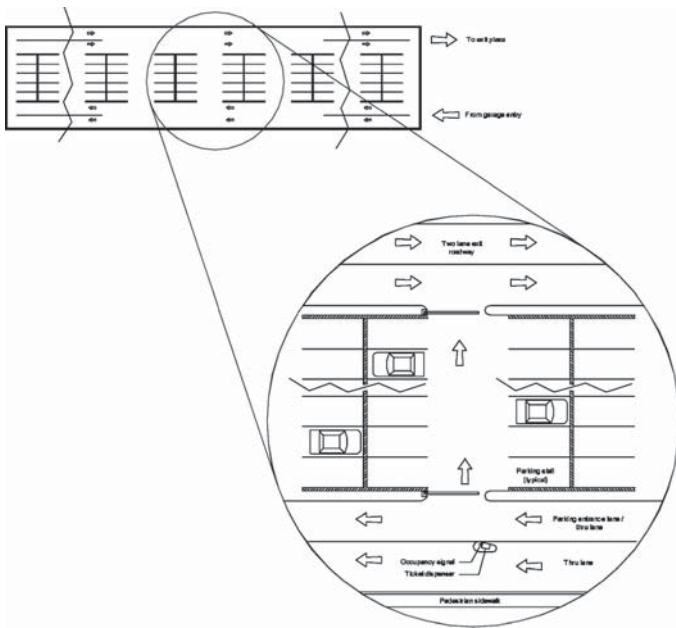 To exit plaza
From garage entry
Two lane exit
roadway
Parking stall
(typical)
Parking entrance lane /
thru lane
Occupancy signal
Ticket dispenser
Thru lane
Pedestrian sidewalk